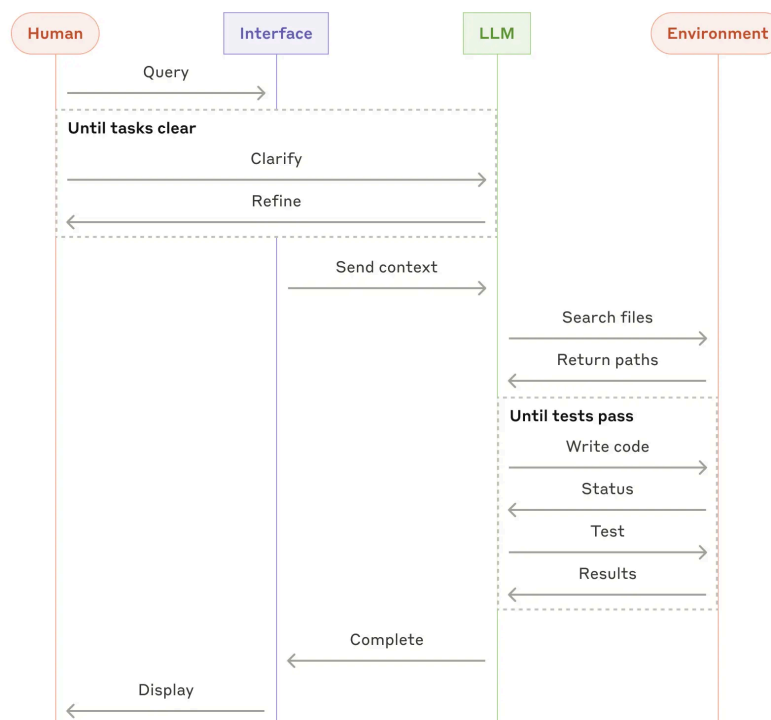 Human
Interface
LLM
Environment
Query
Until tasks clear
Clarify
Refine
Send context
Search files
Return paths
Until tests pass
Write code
Status
Test
Results
Complete
Display